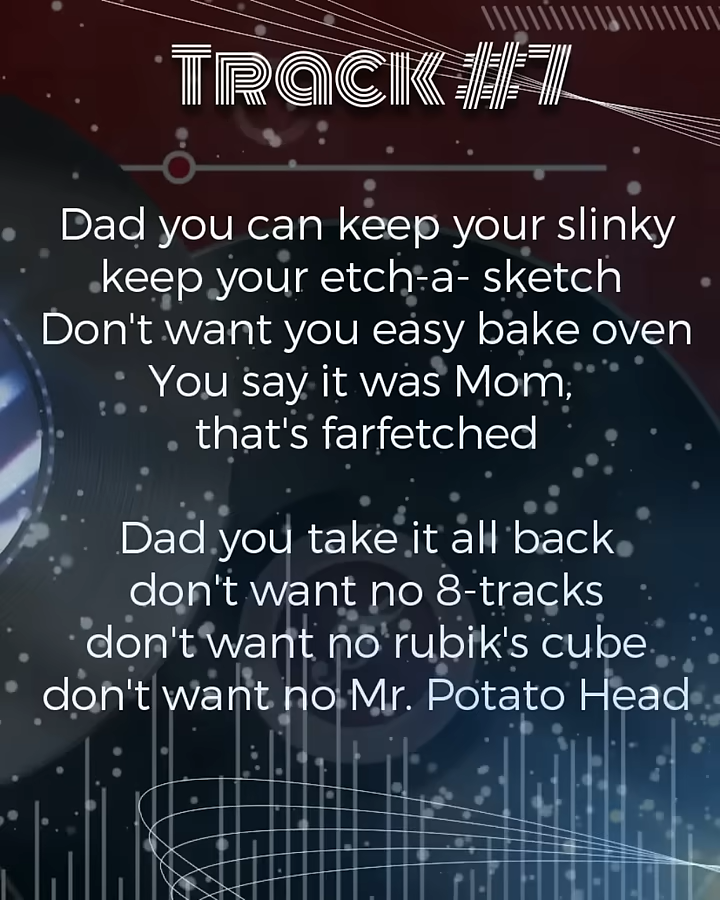 Track #7
Dad you can keep your slinky
keep your etch-a- sketch
Don't want you easy bake oven
You say it was Mom,
that's farfetched
Dad you take it all back
don't want no 8-tracks
don't want no rubik's cube
don't want no Mr. Potato Head